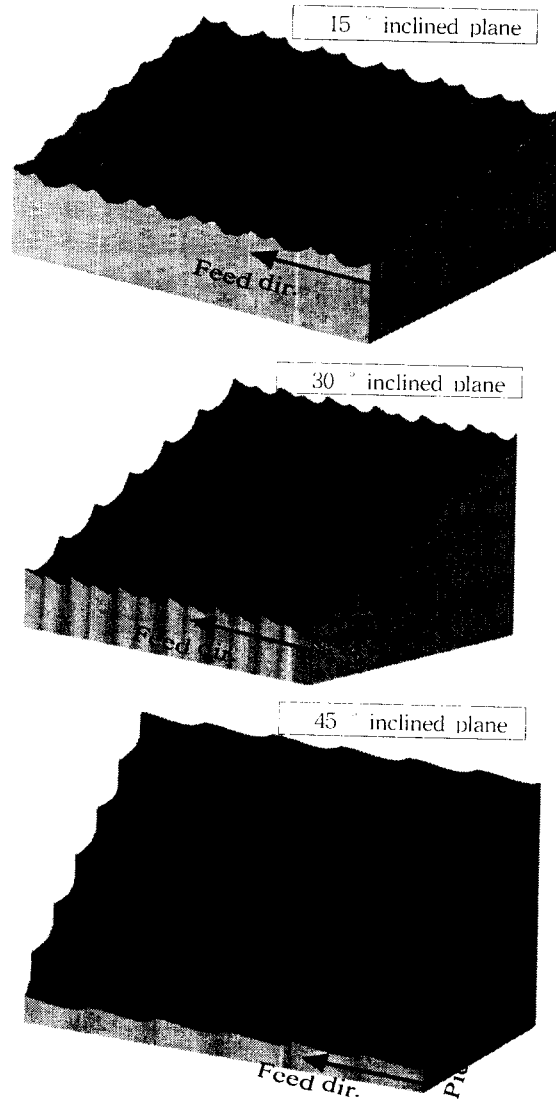 15 ° inclined plane
Feed dir.
30 ° inclined plane
Feed dir.
45 ° inclined plane
Feed dir.